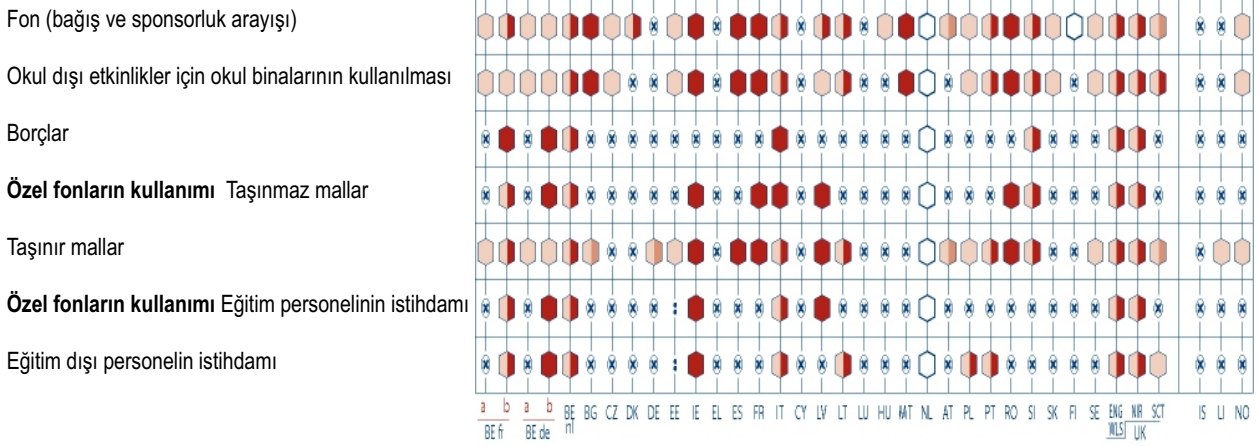 Fon (bağış ve sponsorluk arayışı)
Okul dışı etkinlikler için okul binalarının kullanılması
Borçlar
Özel fonların kullanımı Taşınmaz mallar
Taşınır mallar
Özel fonların kullanımı Eğitim personelinin istihdamı
Eğitim dışı personelin istihdamı
a b a b BE BG CZ DK DE EE IE EL ES FR IT CY LV LT LU HU MT NL AT PL PT RO SI SK FI SE ENG NIR SCT IS LI NO
BE fr BE de nl WLS UK